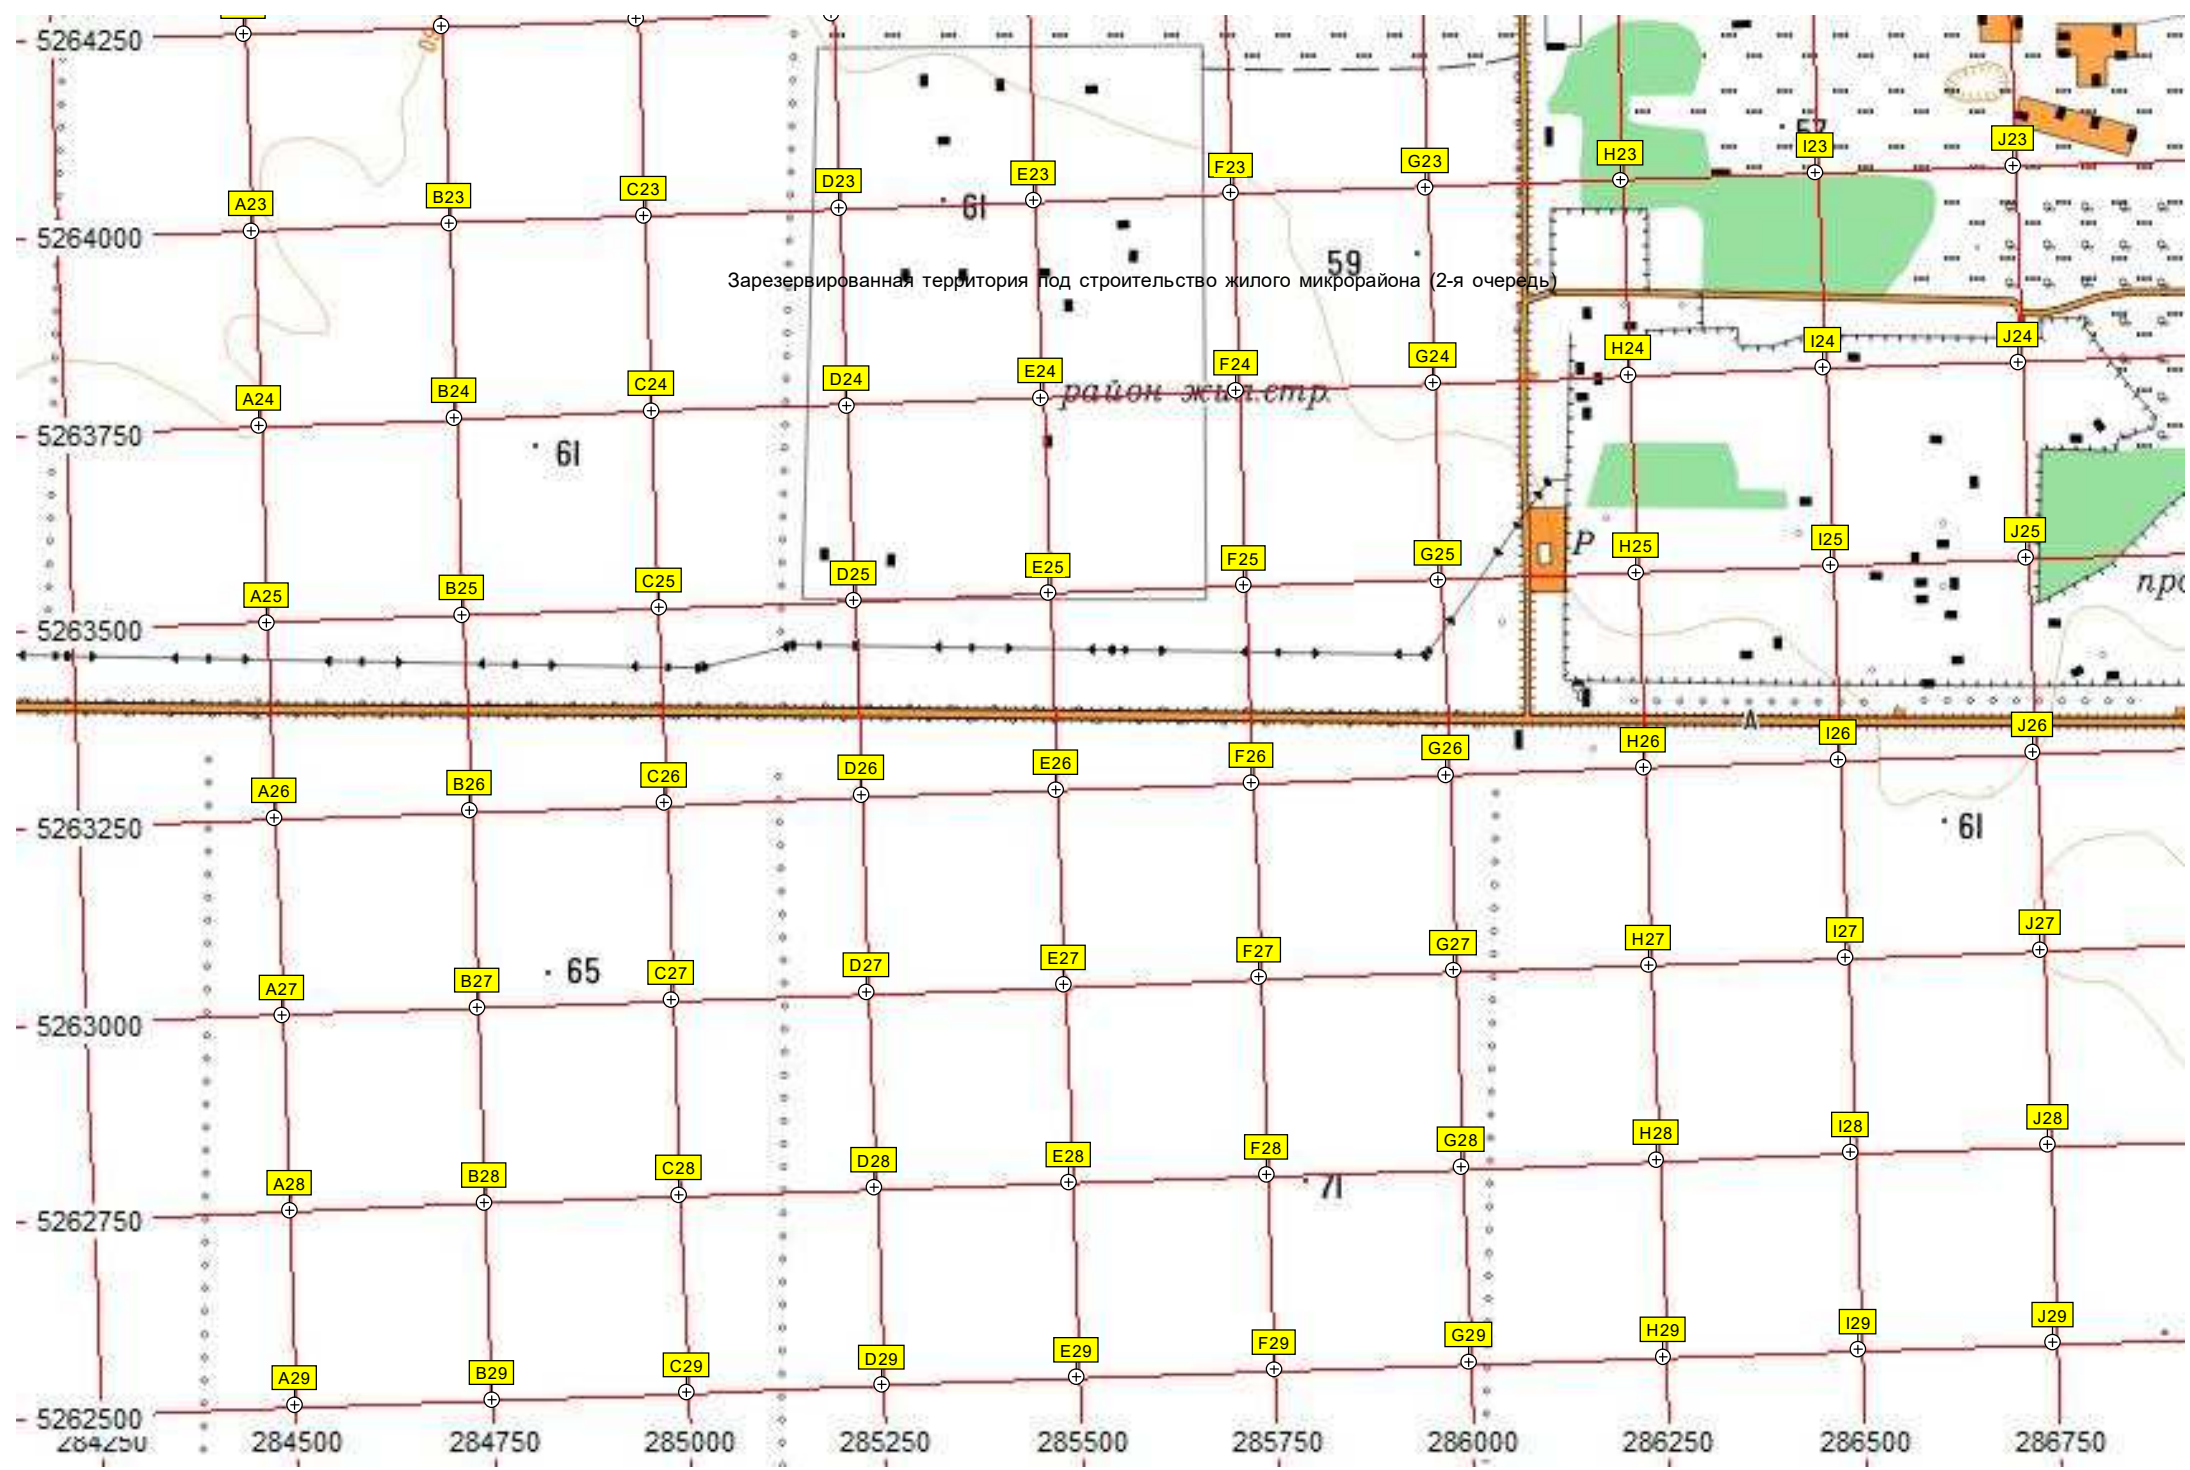 5264250
A23 B23 C23 D23 E23 F23 G23 H23 I23 J23
61
5264000
59
Зарезервированная территория под строительство жилого микрорайона (2-я очередь)
A24 B24 C24 D24 E24 F24 G24 H24 I24 J24
район жил.стр.
5263750
61
A25 B25 C25 D25 E25 F25 G25 H25 I25 J25
Р
про
5263500
А
A26 B26 C26 D26 E26 F26 G26 H26 I26 J26
5263250
61
A27 B27 C27 D27 E27 F27 G27 H27 I27 J27
65
5263000
A28 B28 C28 D28 E28 F28 G28 H28 I28 J28
71
5262750
A29 B29 C29 D29 E29 F29 G29 H29 I29 J29
5262500
284250 284500 284750 285000 285250 285500 285750 286000 286250 286500 286750